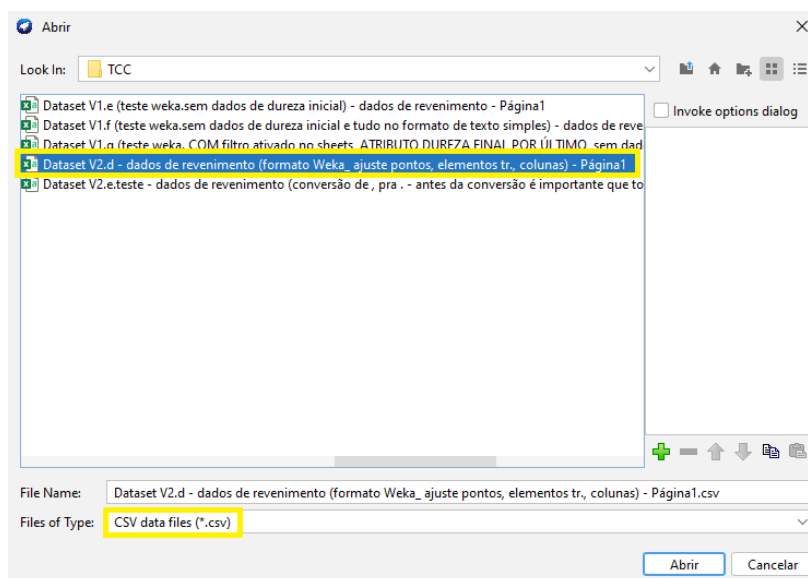 Abrir
Look In: TCC
Dataset V1.e (teste weka.sem dados de dureza inicial) - dados de revenimento - Página1
Invoke options dialog
Dataset V1.f (teste weka.sem dados de dureza inicial e tudo no formato de texto simples) - dados de reve
Dataset V1.g (teste weka. COM filtro ativado no sheets. ATRIBUTO DUREZA FINAL POR ÚLTIMO. sem dad
Dataset V2.d - dados de revenimento (formato Weka_ ajuste pontos, elementos tr., colunas) - Página1
Dataset V2.e.teste - dados de revenimento (conversão de , pra . - antes da conversão é importante que to
File Name: Dataset V2.d - dados de revenimento (formato Weka_ ajuste pontos, elementos tr., colunas) - Página1.csv
Files of Type: CSV data files (*.csv)
Abrir Cancelar